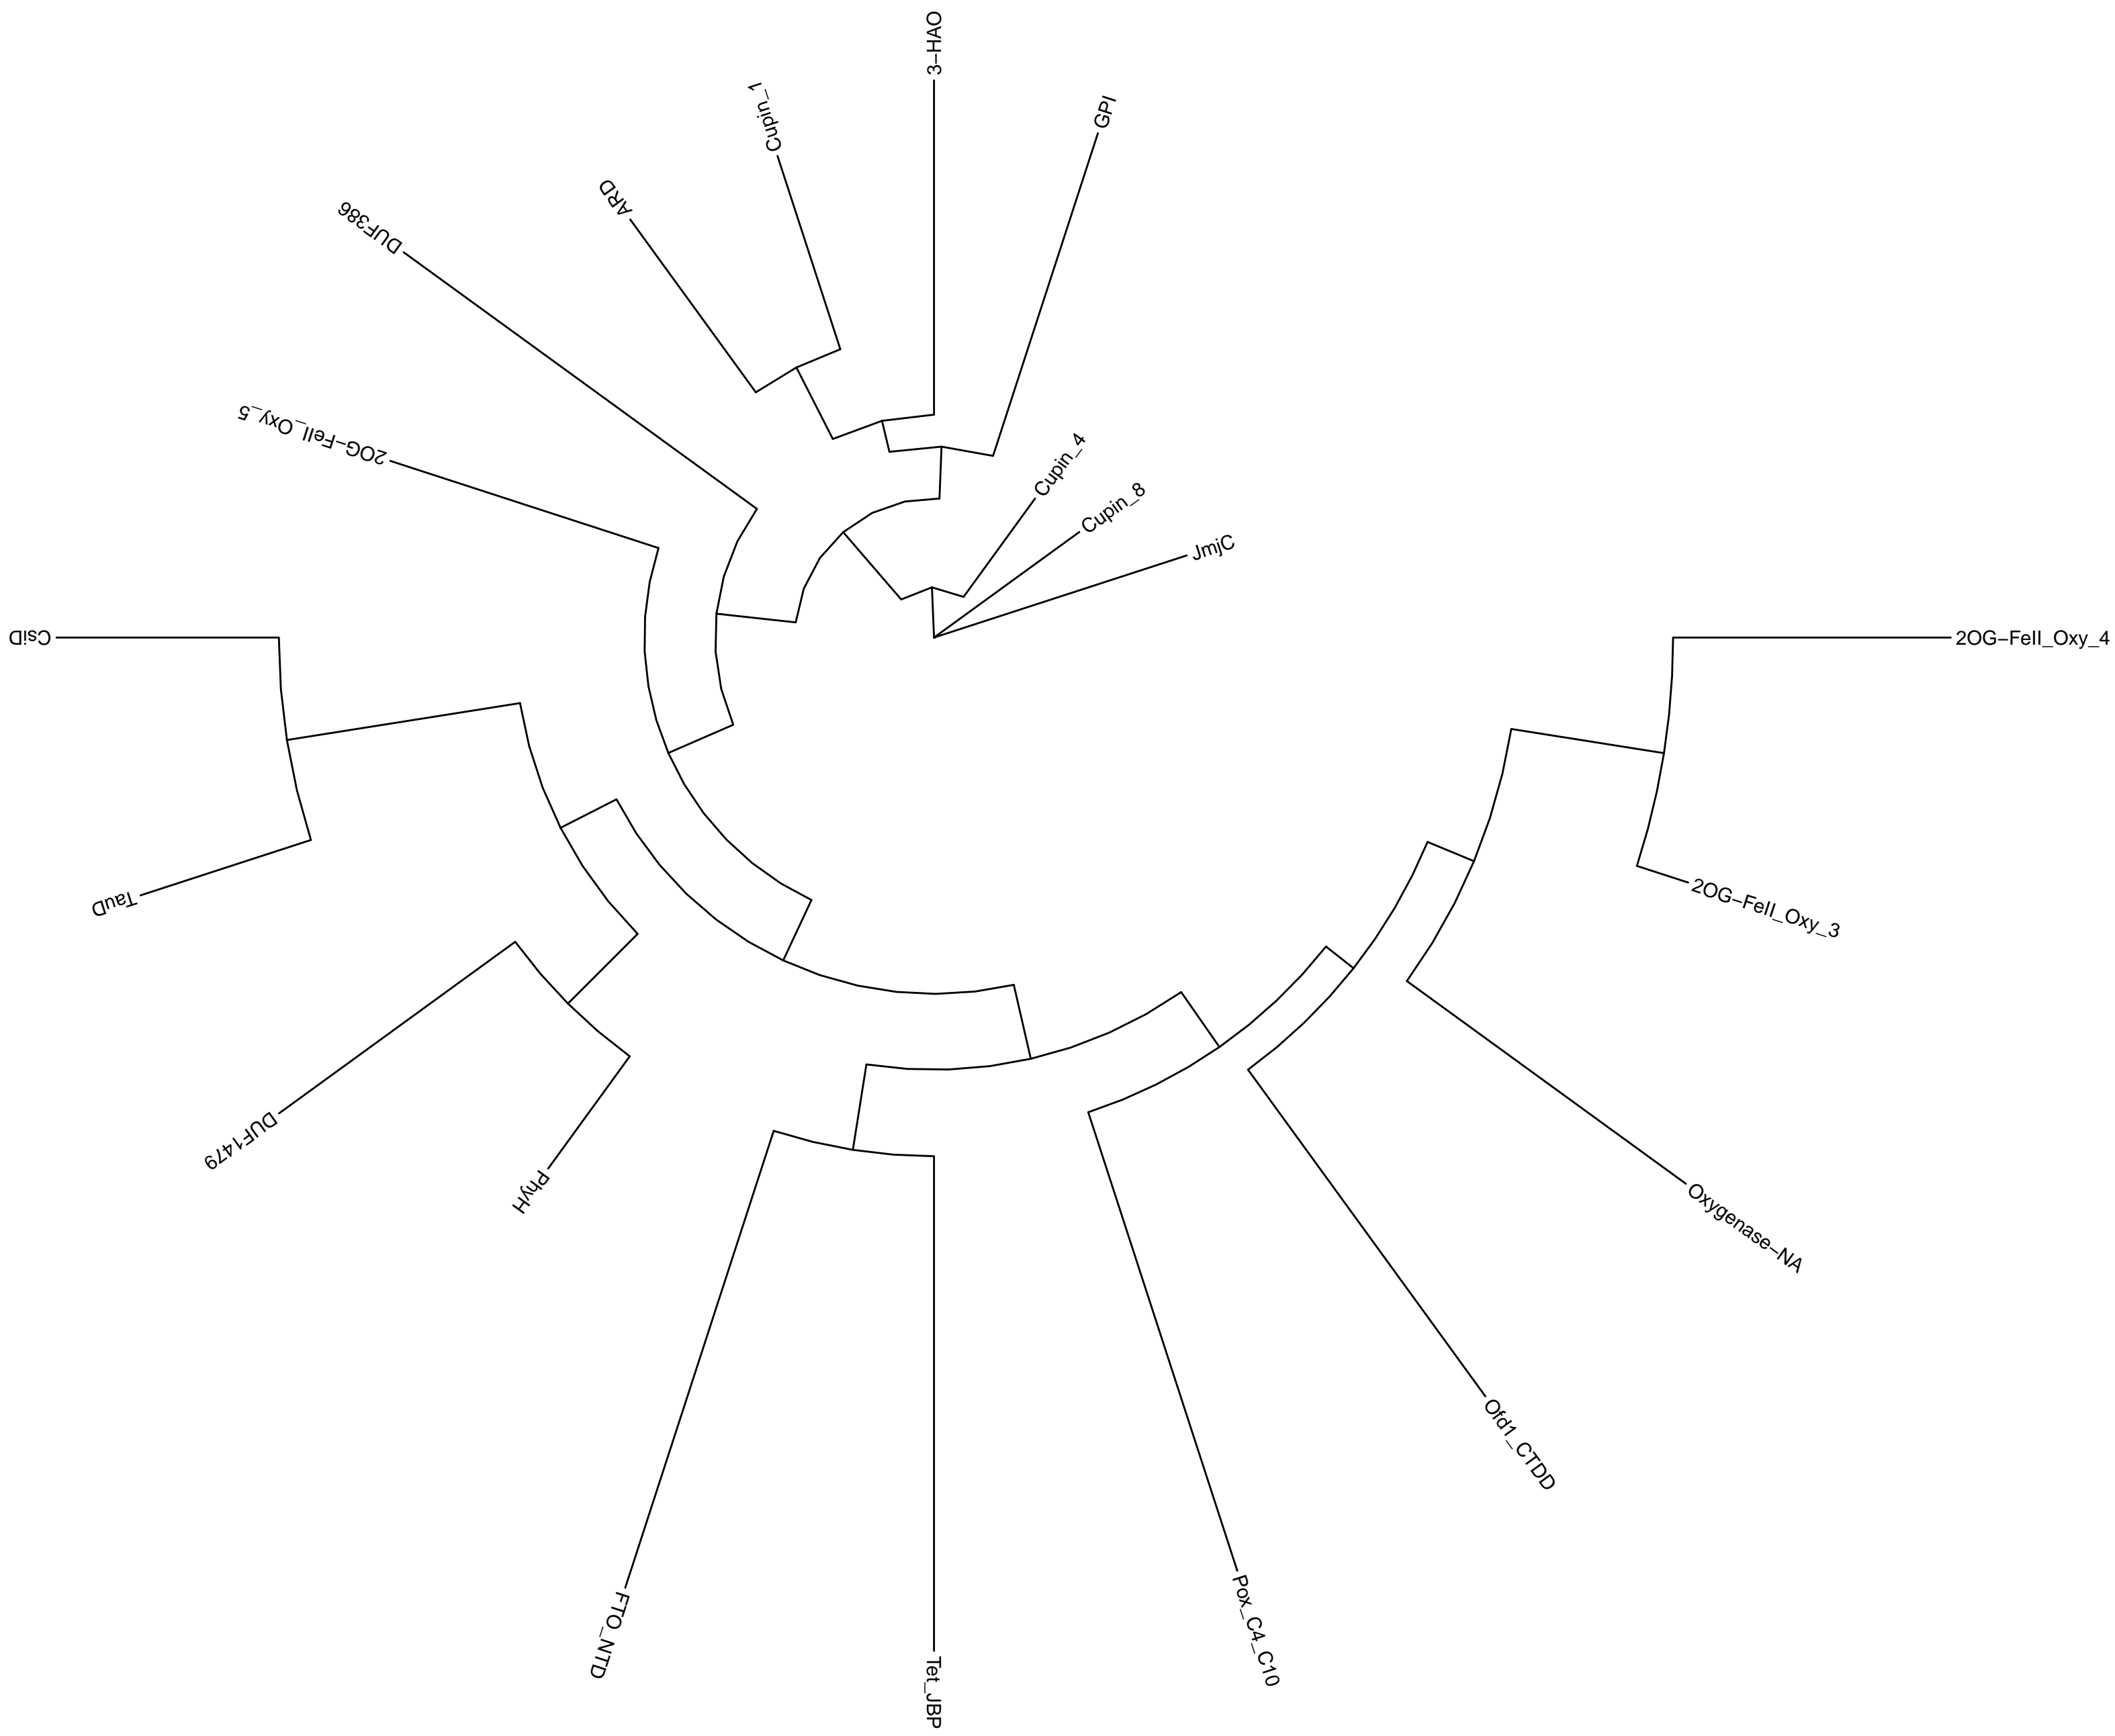 3−HAO
GPI
Cupin_1
ARD
DUF386
2OG−FeII_Oxy_5
Cupin_4
Cupin_8
JmjC
CsiD
2OG−FeII_Oxy_4
TauD
2OG−FeII_Oxy_3
DUF1479
PhyH
Oxygenase−NA
Ofd1_CTDD
FTO_NTD
Tet_JBP
Pox_C4_C10